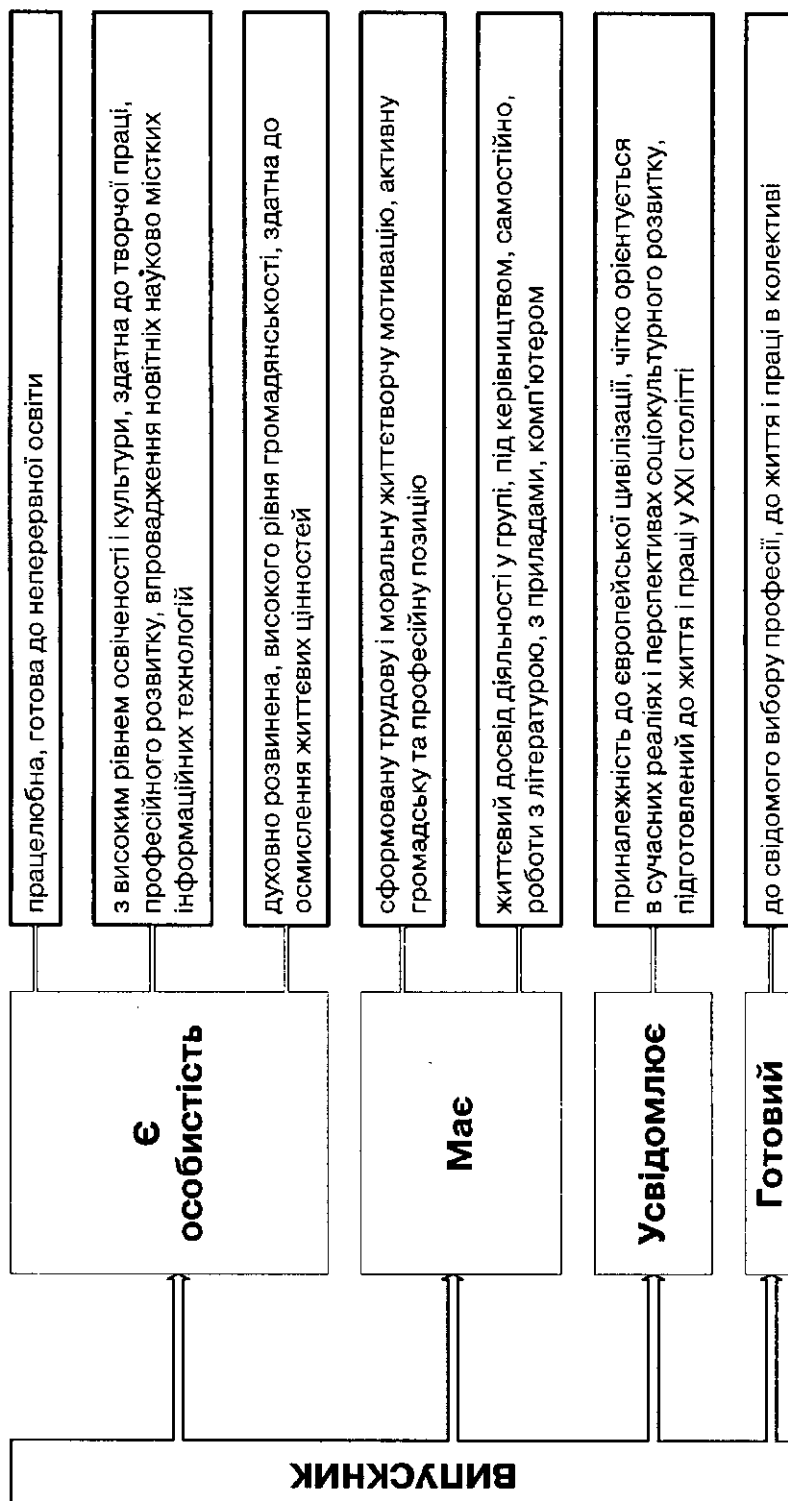 ВИПУСКНИК
Є
особистість
працелюбна, готова до неперервної освіти
з високим рівнем освіченості і культури, здатна до творчої праці,
професійного розвитку, впровадження новітніх науково містких
інформаційних технологій
духовно розвинена, високого рівня громадянськості, здатна до
осмислення життєвих цінностей
Має
сформовану трудову і моральну життєтворчу мотивацію, активну
громадську та професійну позицію
життєвий досвід діяльності у групі, під керівництвом, самостійно,
роботи з літературою, з приладами, комп'ютером
Усвідомлює
приналежність до європейської цивілізації, чітко орієнтується
в сучасних реаліях і перспективах соціокультурного розвитку,
підготовлений до життя і праці у XXI столітті
Готовий
до свідомого вибору професії, до життя і праці в колективі